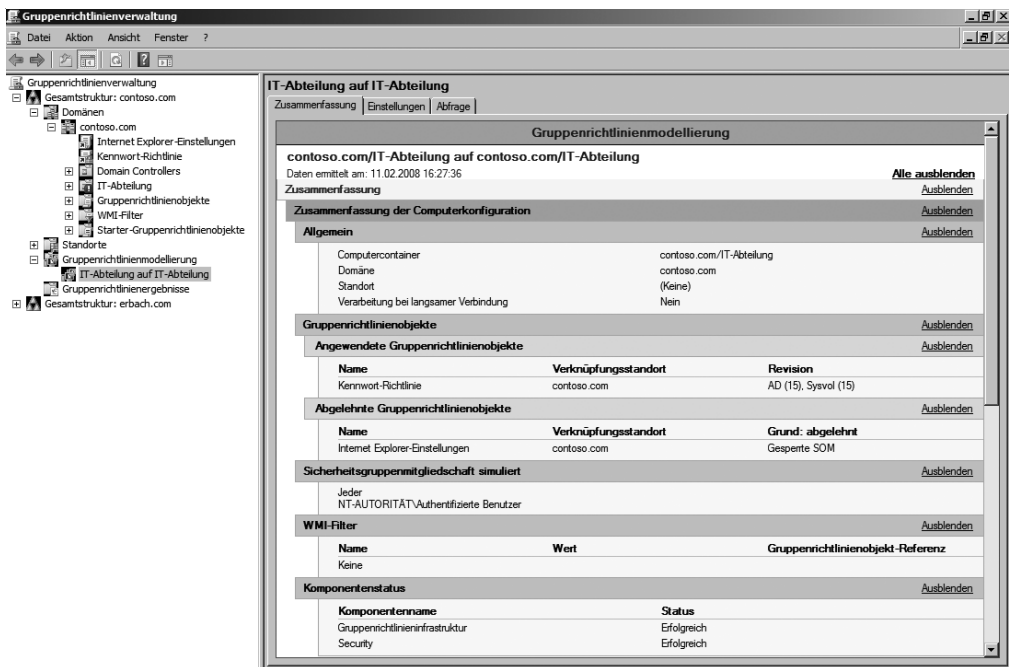 Gruppenrichtlinienverwaltung
Datei Aktion Ansicht Fenster ?
Gruppenrichtlinienverwaltung
Gesamtstruktur: contoso.com
Domänen
contoso.com
Internet Explorer-Einstellungen
Kennwort-Richtlinie
Domain Controllers
IT-Abteilung
Gruppenrichtlinienobjekte
WMI-Filter
Starter-Gruppenrichtlinienobjekte
Standorte
Gruppenrichtlinienmodellierung
IT-Abteilung auf IT-Abteilung
Gruppenrichtlinienergebnisse
Gesamtstruktur: erbach.com
IT-Abteilung auf IT-Abteilung
Zusammenfassung Einstellungen Abfrage
Gruppenrichtlinienmodellierung
contoso.com/IT-Abteilung auf contoso.com/IT-Abteilung
Daten ermittelt am: 11.02.2008 16:27:36 Alle ausblenden
Zusammenfassung Ausblenden
Zusammenfassung der Computerkonfiguration Ausblenden
Allgemein Ausblenden
Computercontainer contoso.com/IT-Abteilung
Domäne contoso.com
Standort (Keine)
Verarbeitung bei langsamer Verbindung Nein
Gruppenrichtlinienobjekte Ausblenden
Angewendete Gruppenrichtlinienobjekte Ausblenden
Name Verknüpfungsstandort Revision
Kennwort-Richtlinie contoso.com AD (15), Sysvol (15)
Abgelehnte Gruppenrichtlinienobjekte Ausblenden
Name Verknüpfungsstandort Grund: abgelehnt
Internet Explorer-Einstellungen contoso.com Gesperrte SOM
Sicherheitsgruppenmitgliedschaft simuliert Ausblenden
Jeder
NT-AUTORITÄT\Authentifizierte Benutzer
WMI-Filter Ausblenden
Name Wert Gruppenrichtlinienobjekt-Referenz
Keine
Komponentenstatus Ausblenden
Komponentenname Status
Gruppenrichtlinieninfrastruktur Erfolgreich
Security Erfolgreich